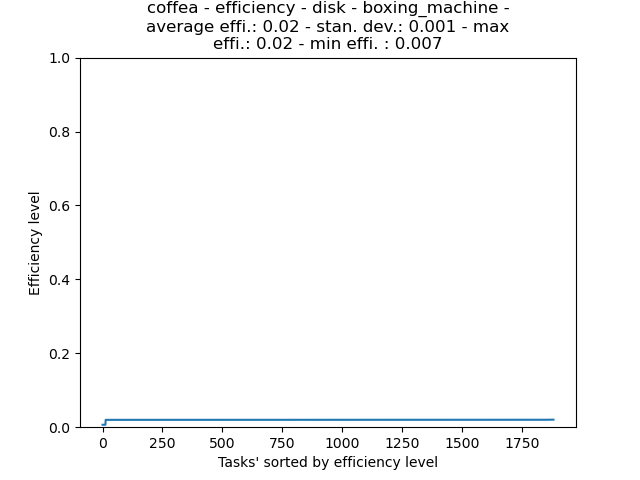 coffea - efficiency - disk - boxing_machine -
average effi.: 0.02 - stan. dev.: 0.001 - max
effi.: 0.02 - min effi. : 0.007
1.0
0.8
0.6
0.4
0.2
0.0
Efficiency level
0 250 500 750 1000 1250 1500 1750
Tasks' sorted by efficiency level